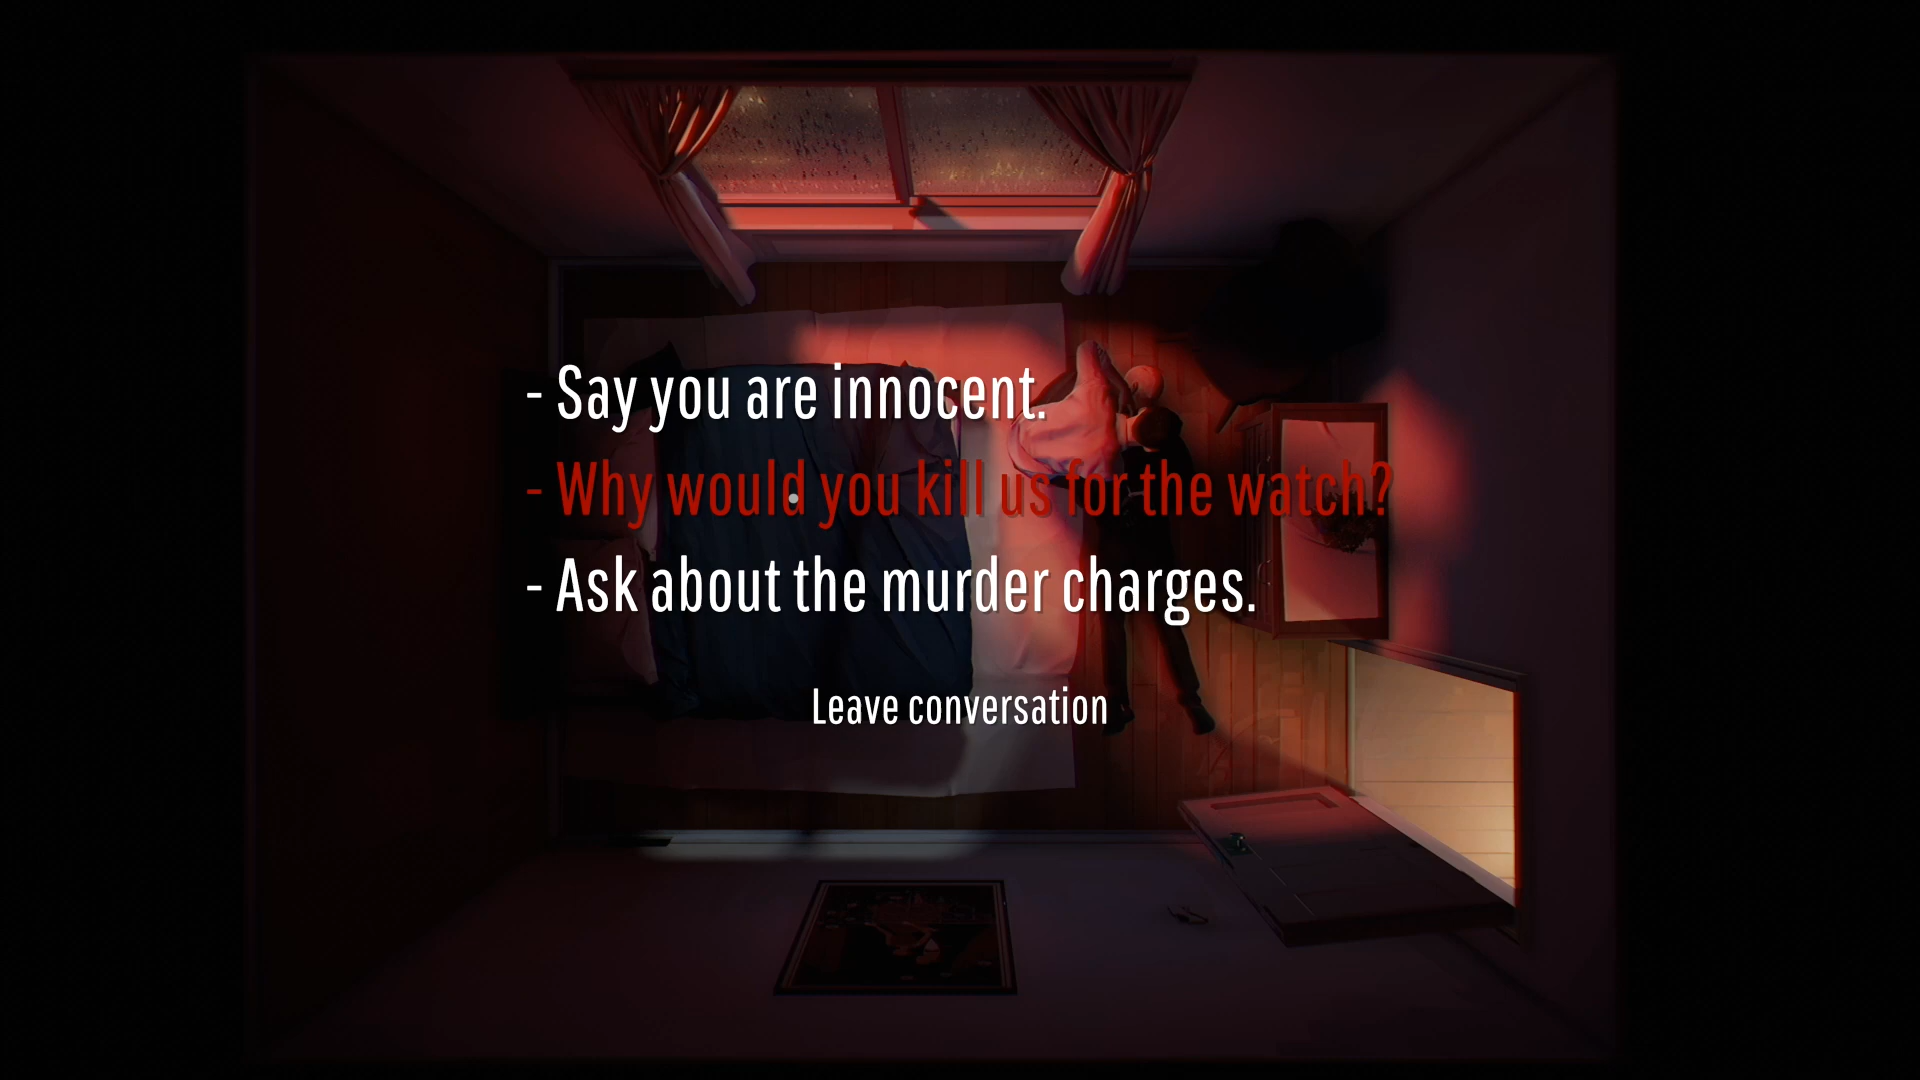 - Say you are innocent.
- Why would you kill us for the watch?
- Ask about the murder charges.
Leave conversation